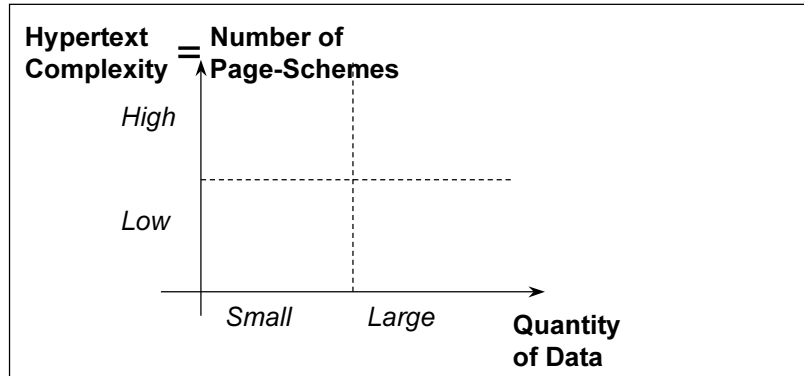 Hypertext = Number of
Complexity Page-Schemes
High
Low
Small Large
Quantity
of Data